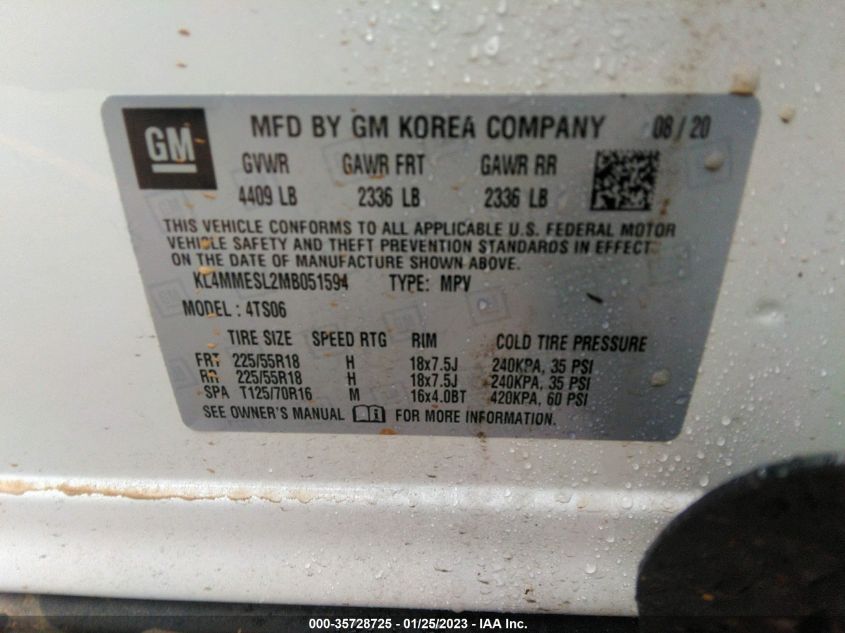 GM
MFD BY GM KOREA COMPANY 08/20
GVWR GAWR FRT GAWR RR
4409 LB 2336 LB 2336 LB
THIS VEHICLE CONFORMS TO ALL APPLICABLE U.S. FEDERAL MOTOR
VEHICLE SAFETY AND THEFT PREVENTION STANDARDS IN EFFECT
ON THE DATE OF MANUFACTURE SHOWN ABOVE.
KL4MMESL2MB051594 TYPE: MPV
MODEL: 4TS06
TIRE SIZE SPEED RTG RIM COLD TIRE PRESSURE
FRT 225/55R18 H 18x7.5J 240KPA, 35 PSI
RR 225/55R18 H 18x7.5J 240KPA, 35 PSI
SPA T125/70R16 M 16x4.0BT 420KPA, 60 PSI
SEE OWNER'S MANUAL FOR MORE INFORMATION.
000-35728725 - 01/25/2023 - IAA Inc.